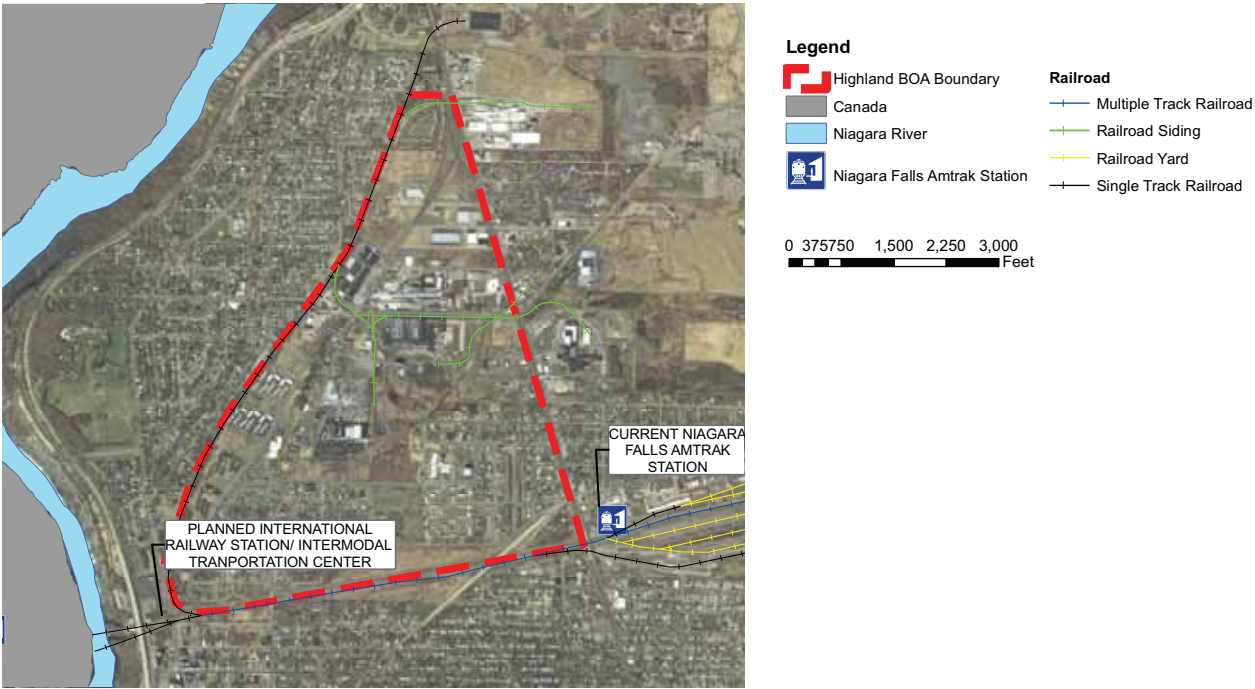 Legend
Highland BOA Boundary
Canada
Niagara River
Niagara Falls Amtrak Station
Railroad
Multiple Track Railroad
Railroad Siding
Railroad Yard
Single Track Railroad
0 375750 1,500 2,250 3,000
Feet
CURRENT NIAGARA
FALLS AMTRAK
STATION
PLANNED INTERNATIONAL
RAILWAY STATION/ INTERMODAL
TRANPORTATION CENTER